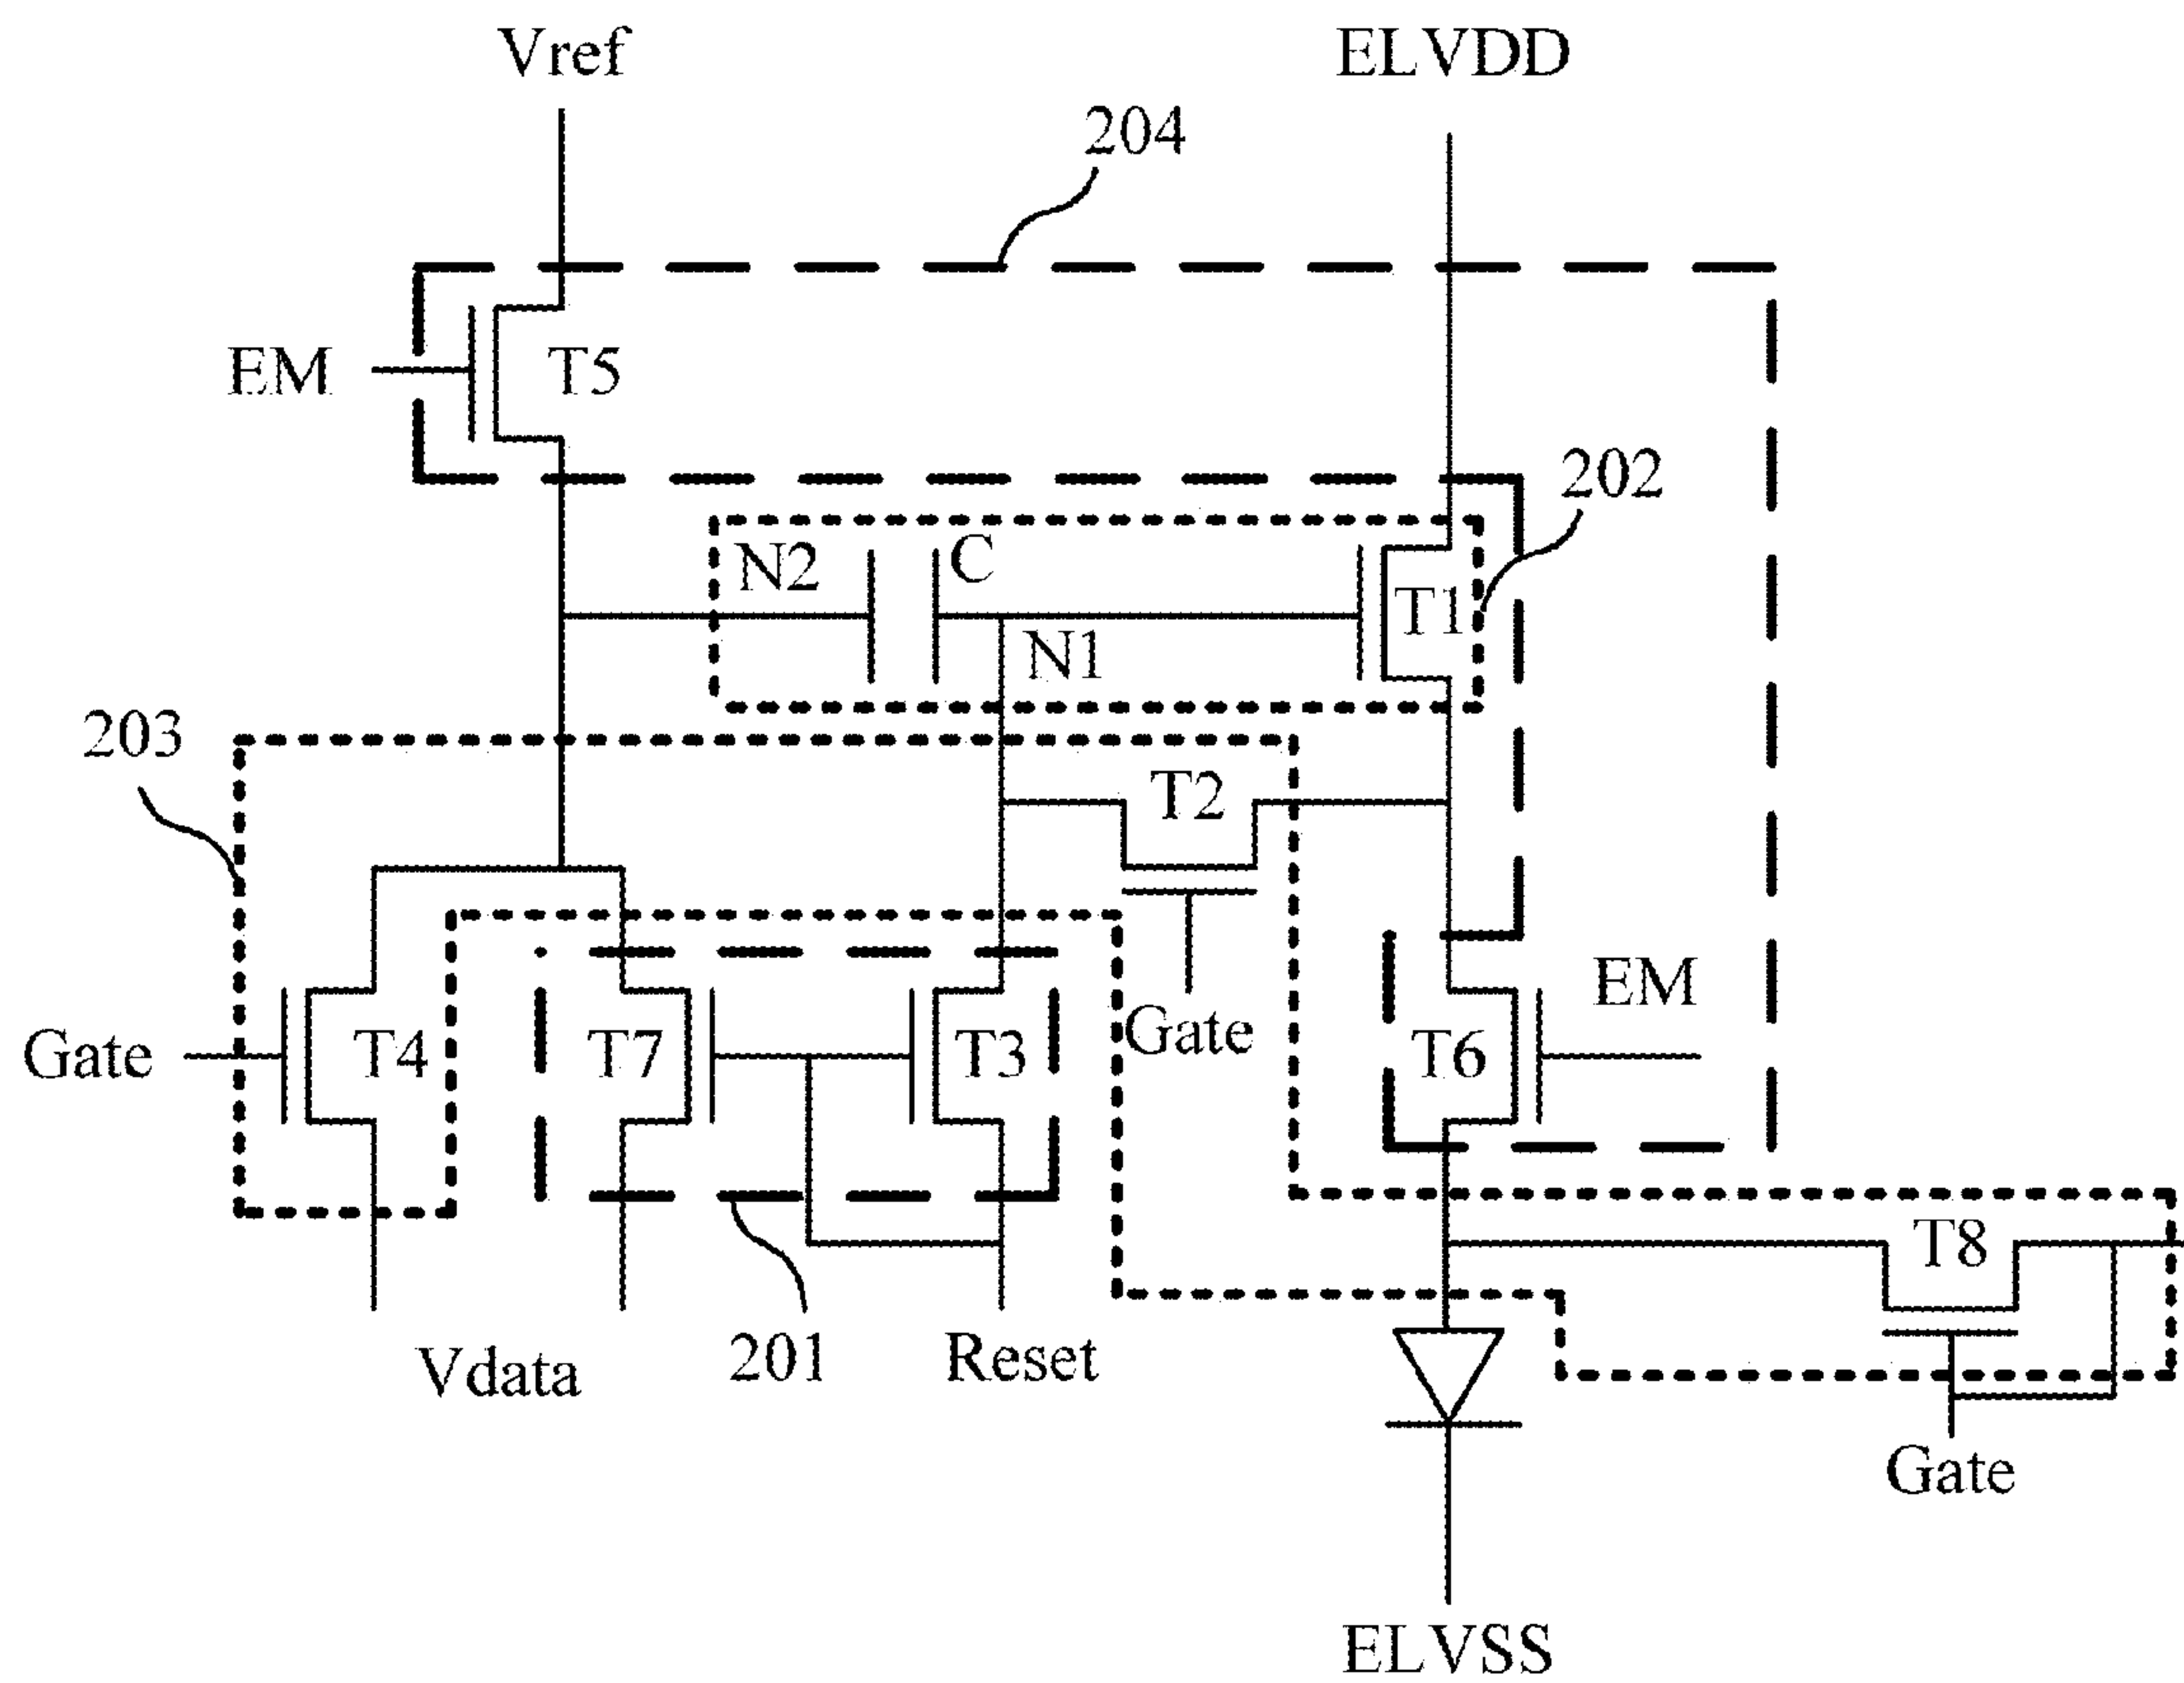 Vref
ELVDD
204
EM
T5
202
N2
C
T1
N1
203
T2
EM
Gate
Gate
T4
T7
T3
T6
T8
201
Reset
Vdata
Gate
ELVSS